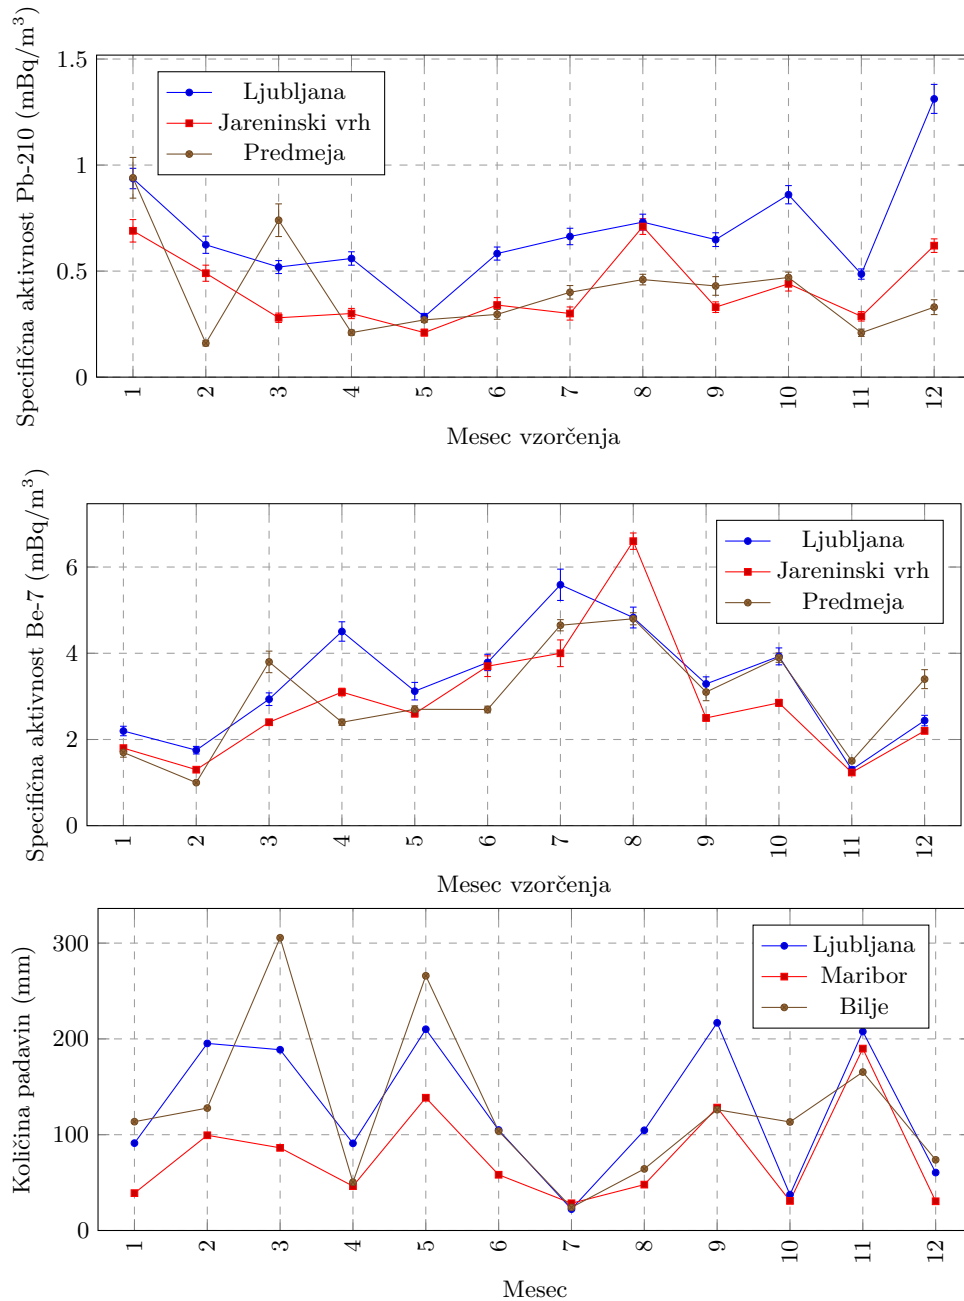 Specifična aktivnost Pb-210 (mBq/m³)
1.5
1
0.5
0
Ljubljana
Jareninski vrh
Predmeja
1 2 3 4 5 6 7 8 9 10 11 12
Mesec vzorčenja
Specifična aktivnost Be-7 (mBq/m³)
6
4
2
0
Ljubljana
Jareninski vrh
Predmeja
1 2 3 4 5 6 7 8 9 10 11 12
Mesec vzorčenja
Količina padavin (mm)
300
200
100
0
Ljubljana
Maribor
Bilje
1 2 3 4 5 6 7 8 9 10 11 12
Mesec